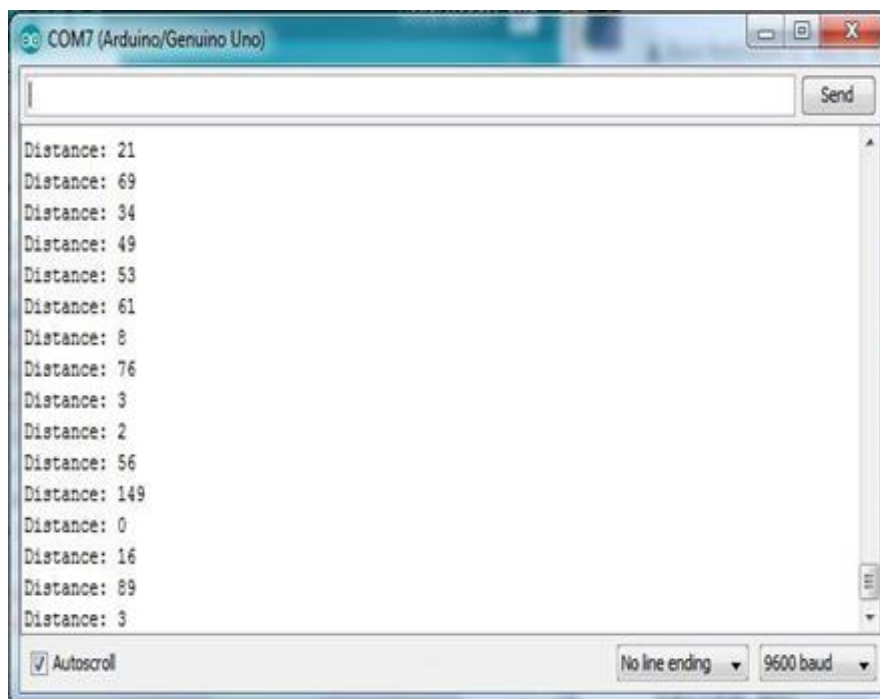 COM7 (Arduino/Genuino Uno)
Send
Distance: 21
Distance: 69
Distance: 34
Distance: 49
Distance: 53
Distance: 61
Distance: 8
Distance: 76
Distance: 3
Distance: 2
Distance: 56
Distance: 149
Distance: 0
Distance: 16
Distance: 89
Distance: 3
Autoscroll No line ending 9600 baud